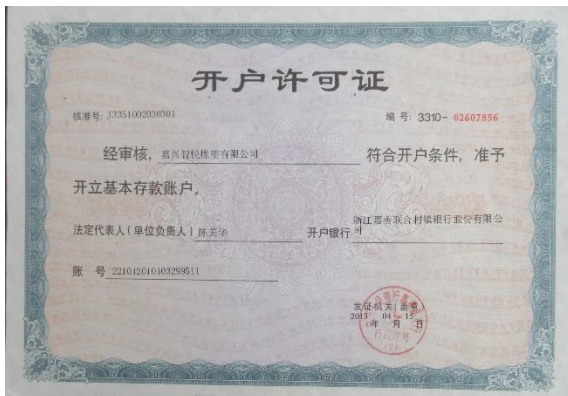 开户许可证
核准号: J3351002030301
编号: 3310- 02607856
经审核, 嘉兴智悦橡塑有限公司 符合开户条件, 准予
开立基本存款账户。
法定代表人(单位负责人) 陈美华 开户银行 浙江嘉善联合村镇银行股份有限公司
账 号 221012010103299511
发证机关(盖章)
2013 年 04 月 15 日